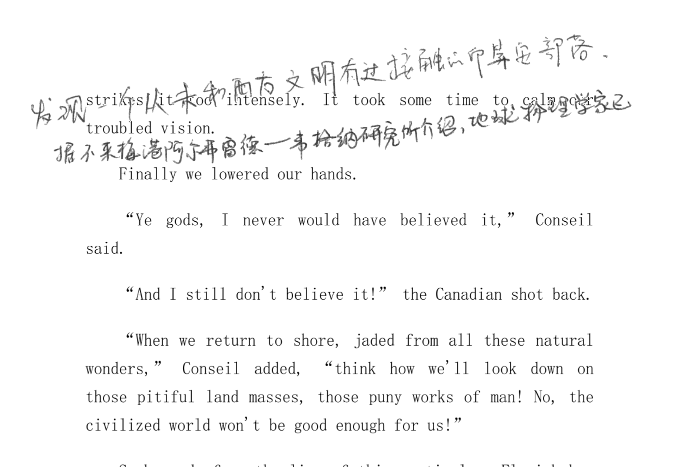 发现一个从未和西方文明有过接触的印第安部落.
strikes it too intensely. It took some time to calm our
troubled vision.
据不来梅港阿尔弗雷德一韦格纳研究所介绍,地球物理学家已
Finally we lowered our hands.
“Ye gods, I never would have believed it,” Conseil
said.
“And I still don't believe it!” the Canadian shot back.
“When we return to shore, jaded from all these natural
wonders,” Conseil added, “think how we'll look down on
those pitiful land masses, those puny works of man! No, the
civilized world won't be good enough for us!”